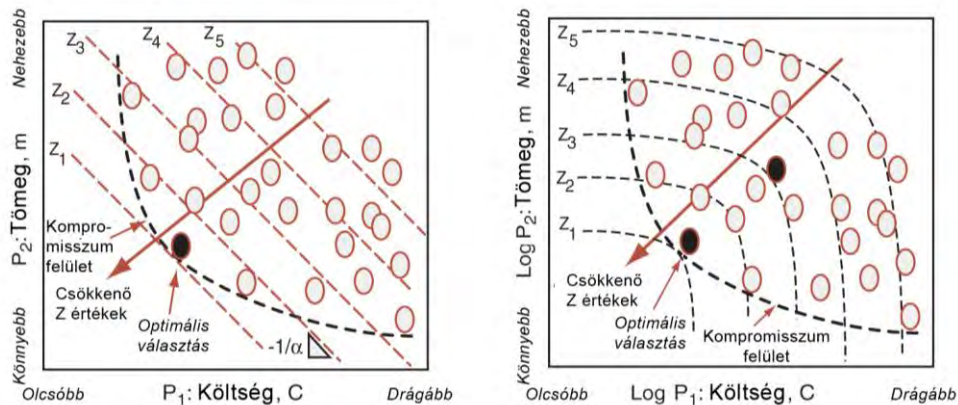 Nehezebb
P₂: Tömeg, m
Könnyebb
Z₅
Z₄
Z₃
Z₂
Z₁
Kompro-
misszum
felület
Csökkenő
Z értékek
Optimális
választás
-1/α
Olcsóbb
P₁: Költség, C
Drágább
Nehezebb
Log P₂: Tömeg, m
Könnyebb
Z₅
Z₄
Z₃
Z₂
Z₁
Csökkenő
Z értékek
Optimális
választás
Kompromisszum
felület
Olcsóbb
Log P₁: Költség, C
Drágább